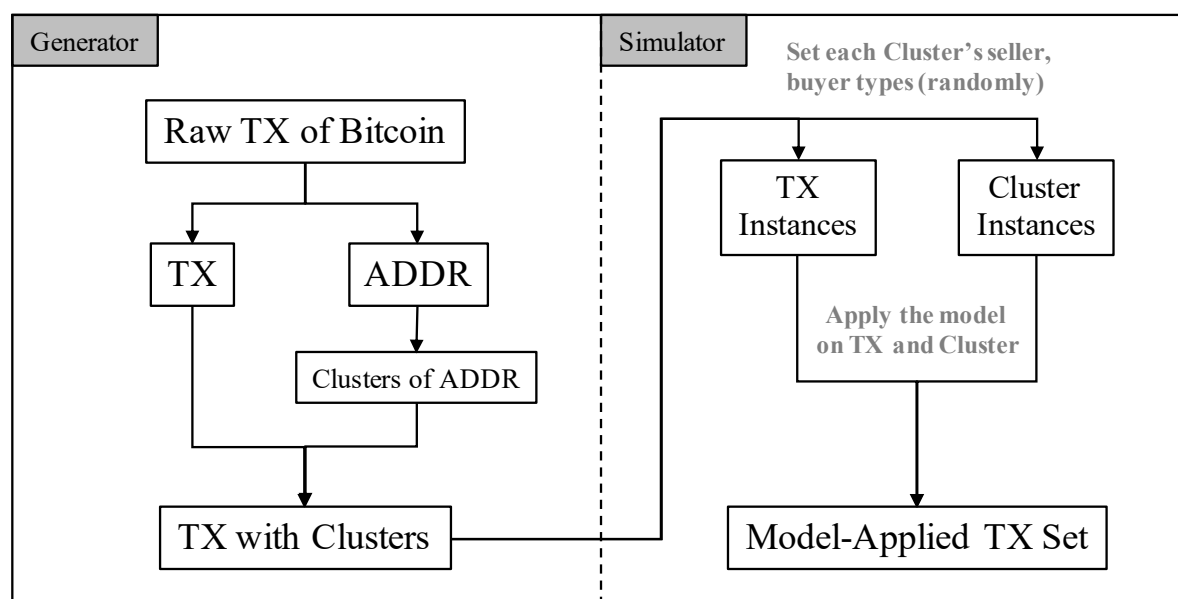 Generator
Raw TX of Bitcoin
TX
ADDR
Clusters of ADDR
TX with Clusters
Simulator
Set each Cluster’s seller,
buyer types (randomly)
TX
Instances
Cluster
Instances
Apply the model
on TX and Cluster
Model-Applied TX Set